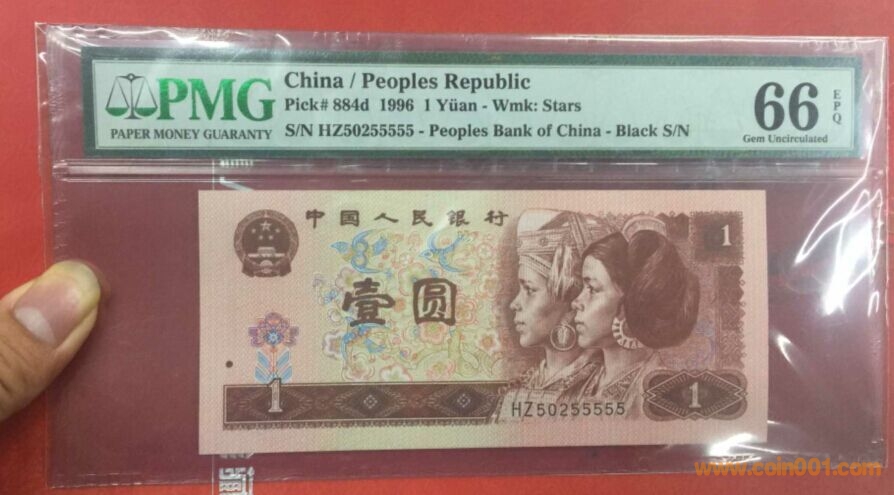 PMG
PAPER MONEY GUARANTY
China / Peoples Republic
Pick# 884d 1996 1 Yüan - Wmk: Stars
S/N HZ50255555 - Peoples Bank of China - Black S/N
66
EPQ
Gem Uncirculated
中国人民银行
1
壹圆
1
HZ50255555
1
www.coin001.com